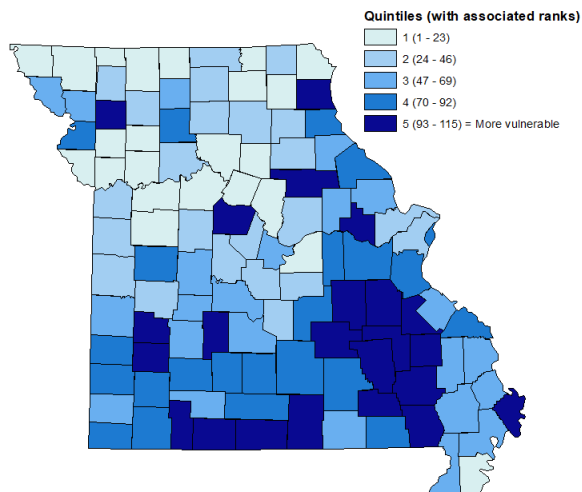 Quintiles (with associated ranks)
1 (1 - 23)
2 (24 - 46)
3 (47 - 69)
4 (70 - 92)
5 (93 - 115) = More vulnerable